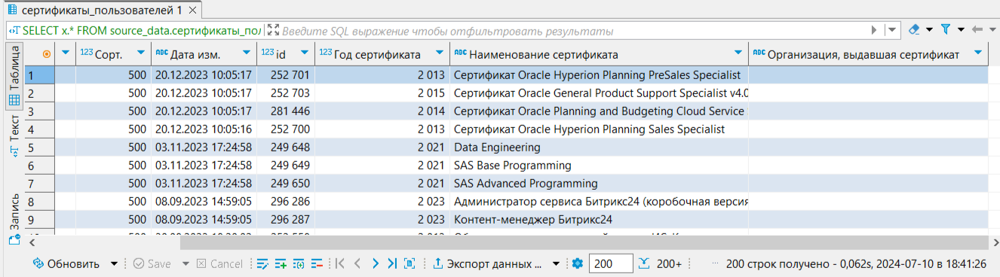 сертификаты_пользователей 1
SELECT x.* FROM source_data.сертификаты_пол
Введите SQL выражение чтобы отфильтровать результаты
Таблица
Текст
Запись
123 Сорт. ABC Дата изм. 123 id 123 Год сертификата ABC Наименование сертификата ABC Организация, выдавшая сертификат
1 500 20.12.2023 10:05:17 252 701 2 013 Сертификат Oracle Hyperion Planning PreSales Specialist
2 500 20.12.2023 10:05:17 252 703 2 015 Сертификат Oracle General Product Support Specialist v4.0
3 500 20.12.2023 10:05:17 281 446 2 014 Сертификат Oracle Planning and Budgeting Cloud Service
4 500 20.12.2023 10:05:16 252 700 2 013 Сертификат Oracle Hyperion Planning Sales Specialist
5 500 03.11.2023 17:24:58 249 648 2 021 Data Engineering
6 500 03.11.2023 17:24:58 249 649 2 021 SAS Base Programming
7 500 03.11.2023 17:24:58 249 650 2 021 SAS Advanced Programming
8 500 08.09.2023 14:59:05 296 286 2 023 Администратор сервиса Битрикс24 (коробочная версия
9 500 08.09.2023 14:59:05 296 287 2 023 Контент-менеджер Битрикс24
Обновить Save Cancel Экспорт данных ... 200 200+ 200 строк получено - 0,062s, 2024-07-10 в 18:41:26